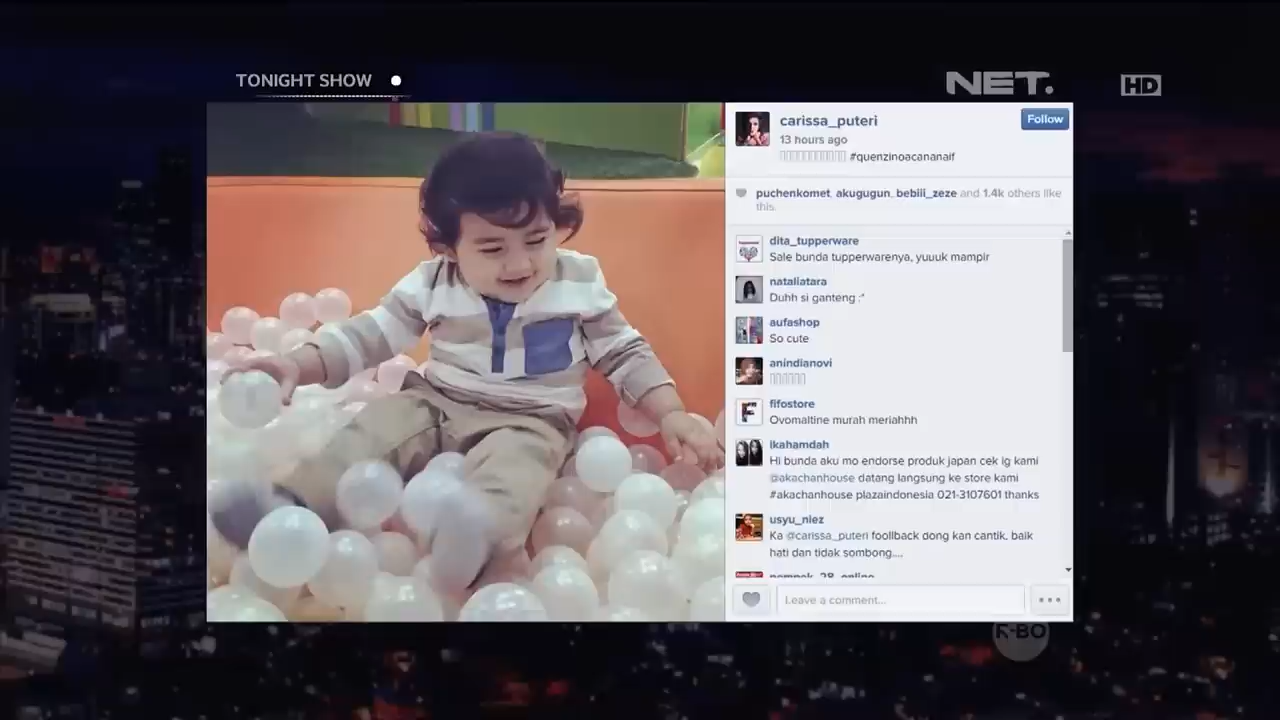 TONIGHT SHOW
NET.
HD
carissa_puteri
Follow
13 hours ago
#quenzinoacananaif
puchenkomet, akugugun, bebiii_zeze and 1.4k others like
this.
dita_tupperware
Sale bunda tupperwarenya, yuuuk mampir
nataliatara
Duhh si ganteng :*
aufashop
So cute
anindianovi
fifostore
Ovomaltine murah meriahhh
ikahamdah
Hi bunda aku mo endorse produk japan cek ig kami
@akachanhouse datang langsung ke store kami
#akachanhouse plazaindonesia 021-3107601 thanks
usyu_niez
Ka @carissa_puteri foollback dong kan cantik, baik
hati dan tidak sombong....
Leave a comment...
R-BO